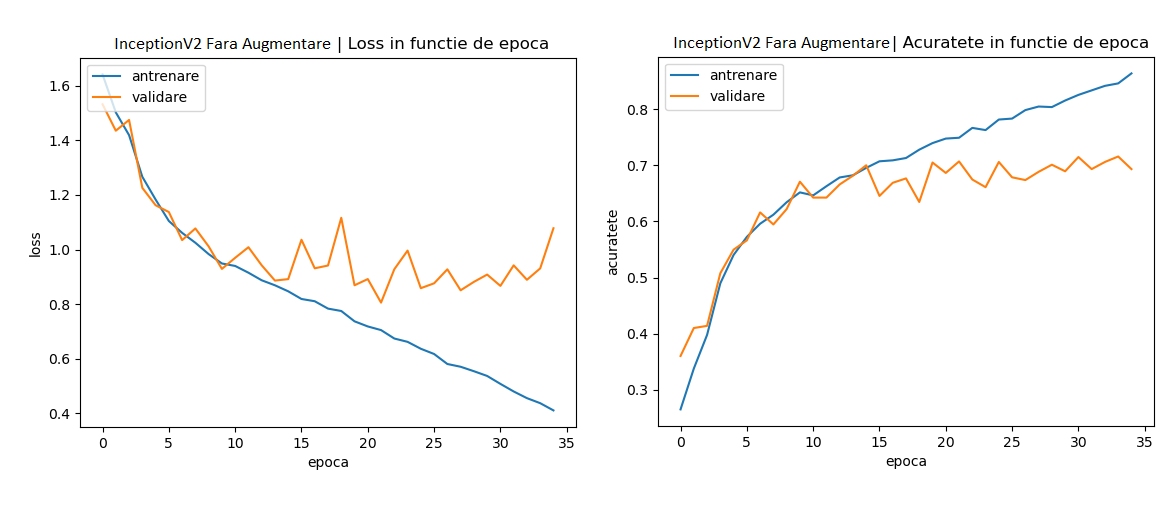 InceptionV2 Fara Augmentare | Loss in functie de epoca
antrenare
validare
1.6
1.4
1.2
1.0
0.8
0.6
0.4
loss
0 5 10 15 20 25 30 35
epoca
InceptionV2 Fara Augmentare | Acuratete in functie de epoca
antrenare
validare
0.8
0.7
0.6
0.5
0.4
0.3
acuratete
0 5 10 15 20 25 30 35
epoca